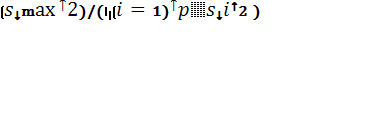 (s↓max↑2)/(∑(i = 1)↑p▒s↓i↑2 )